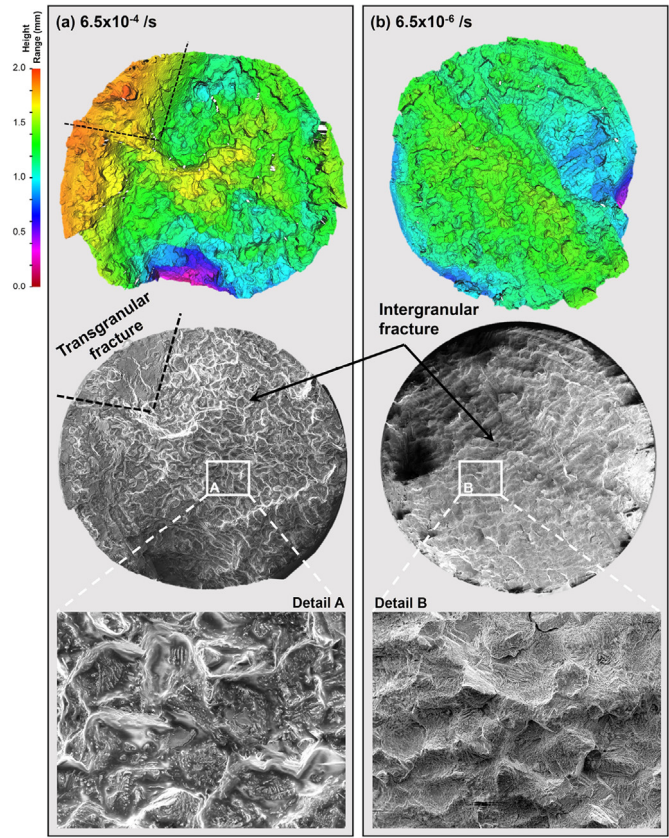 (a) 6.5x10⁻⁴ /s
(b) 6.5x10⁻⁶ /s
Height
Range (mm)
2.0
1.5
1.0
0.5
0.0
Transgranular
fracture
Intergranular
fracture
A
B
Detail A
Detail B